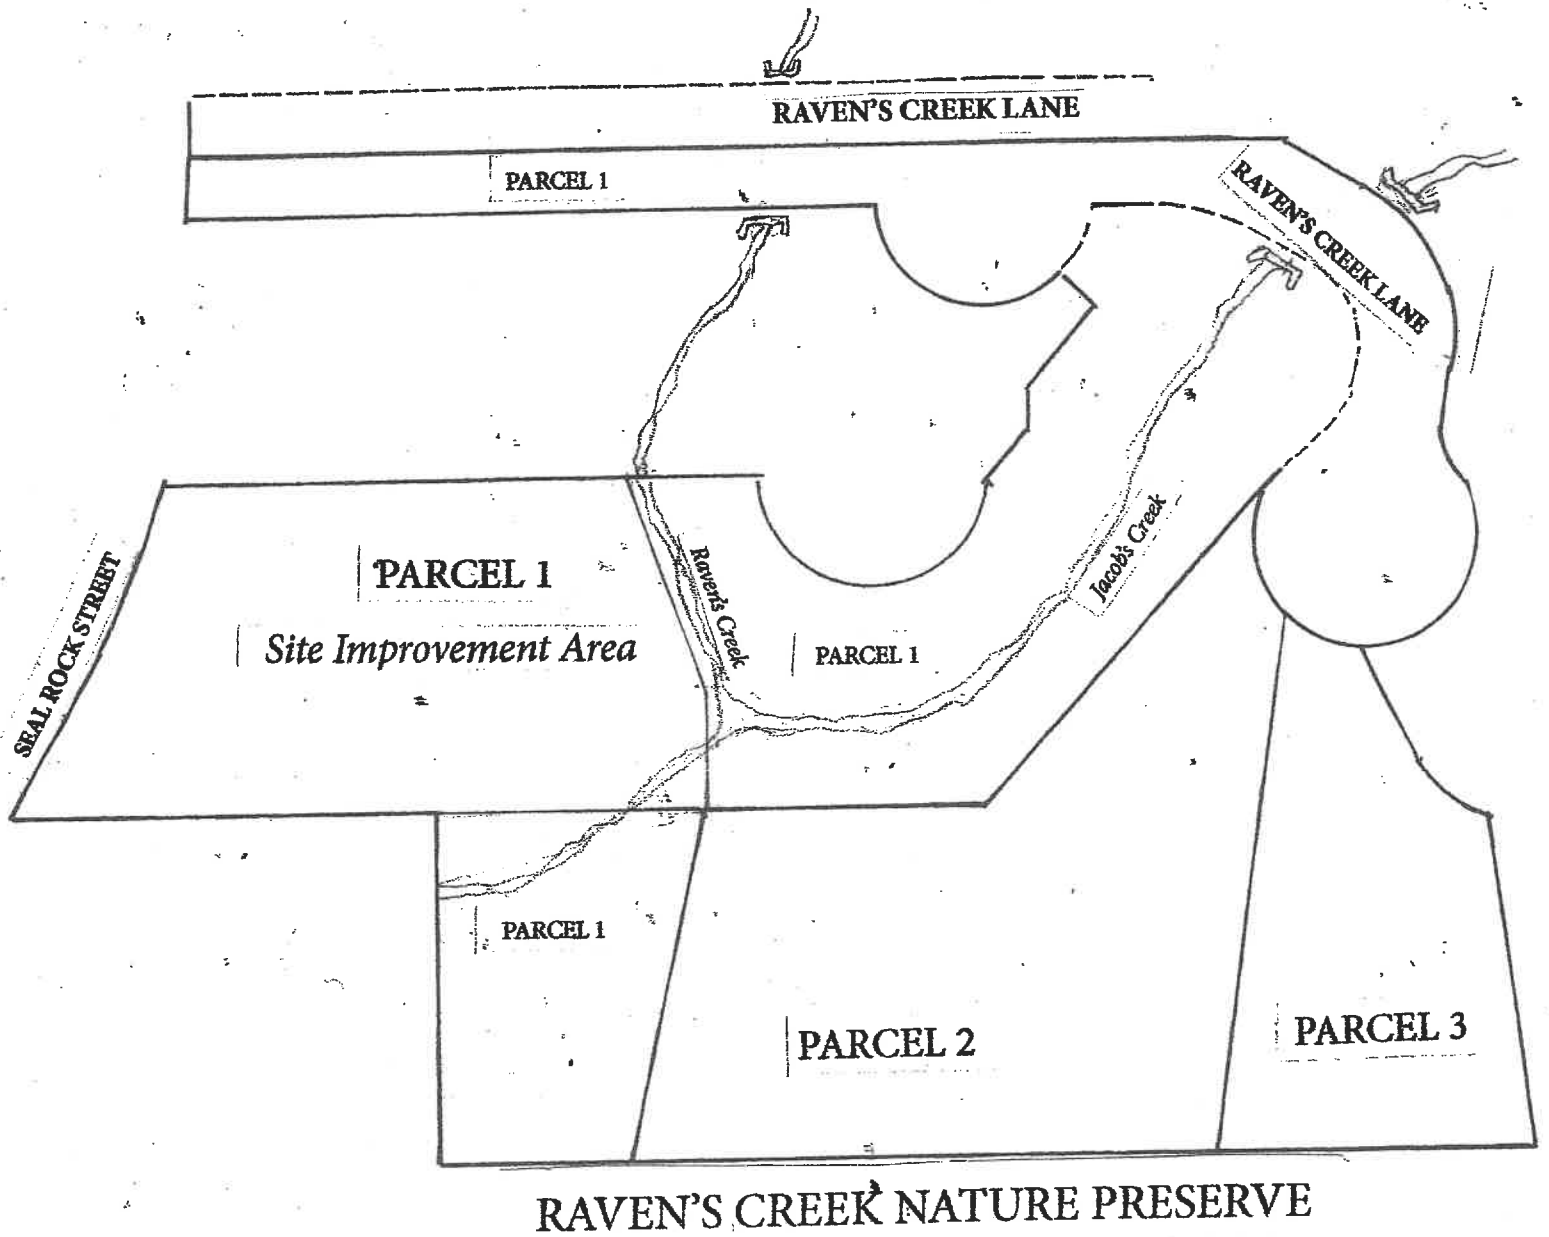 RAVEN'S CREEK LANE
PARCEL 1
RAVEN'S CREEK LANE
SEAL ROCK STREET
PARCEL 1
Site Improvement Area
Raven's Creek
PARCEL 1
Jacob's Creek
PARCEL 1
PARCEL 2
PARCEL 3
RAVEN'S CREEK NATURE PRESERVE